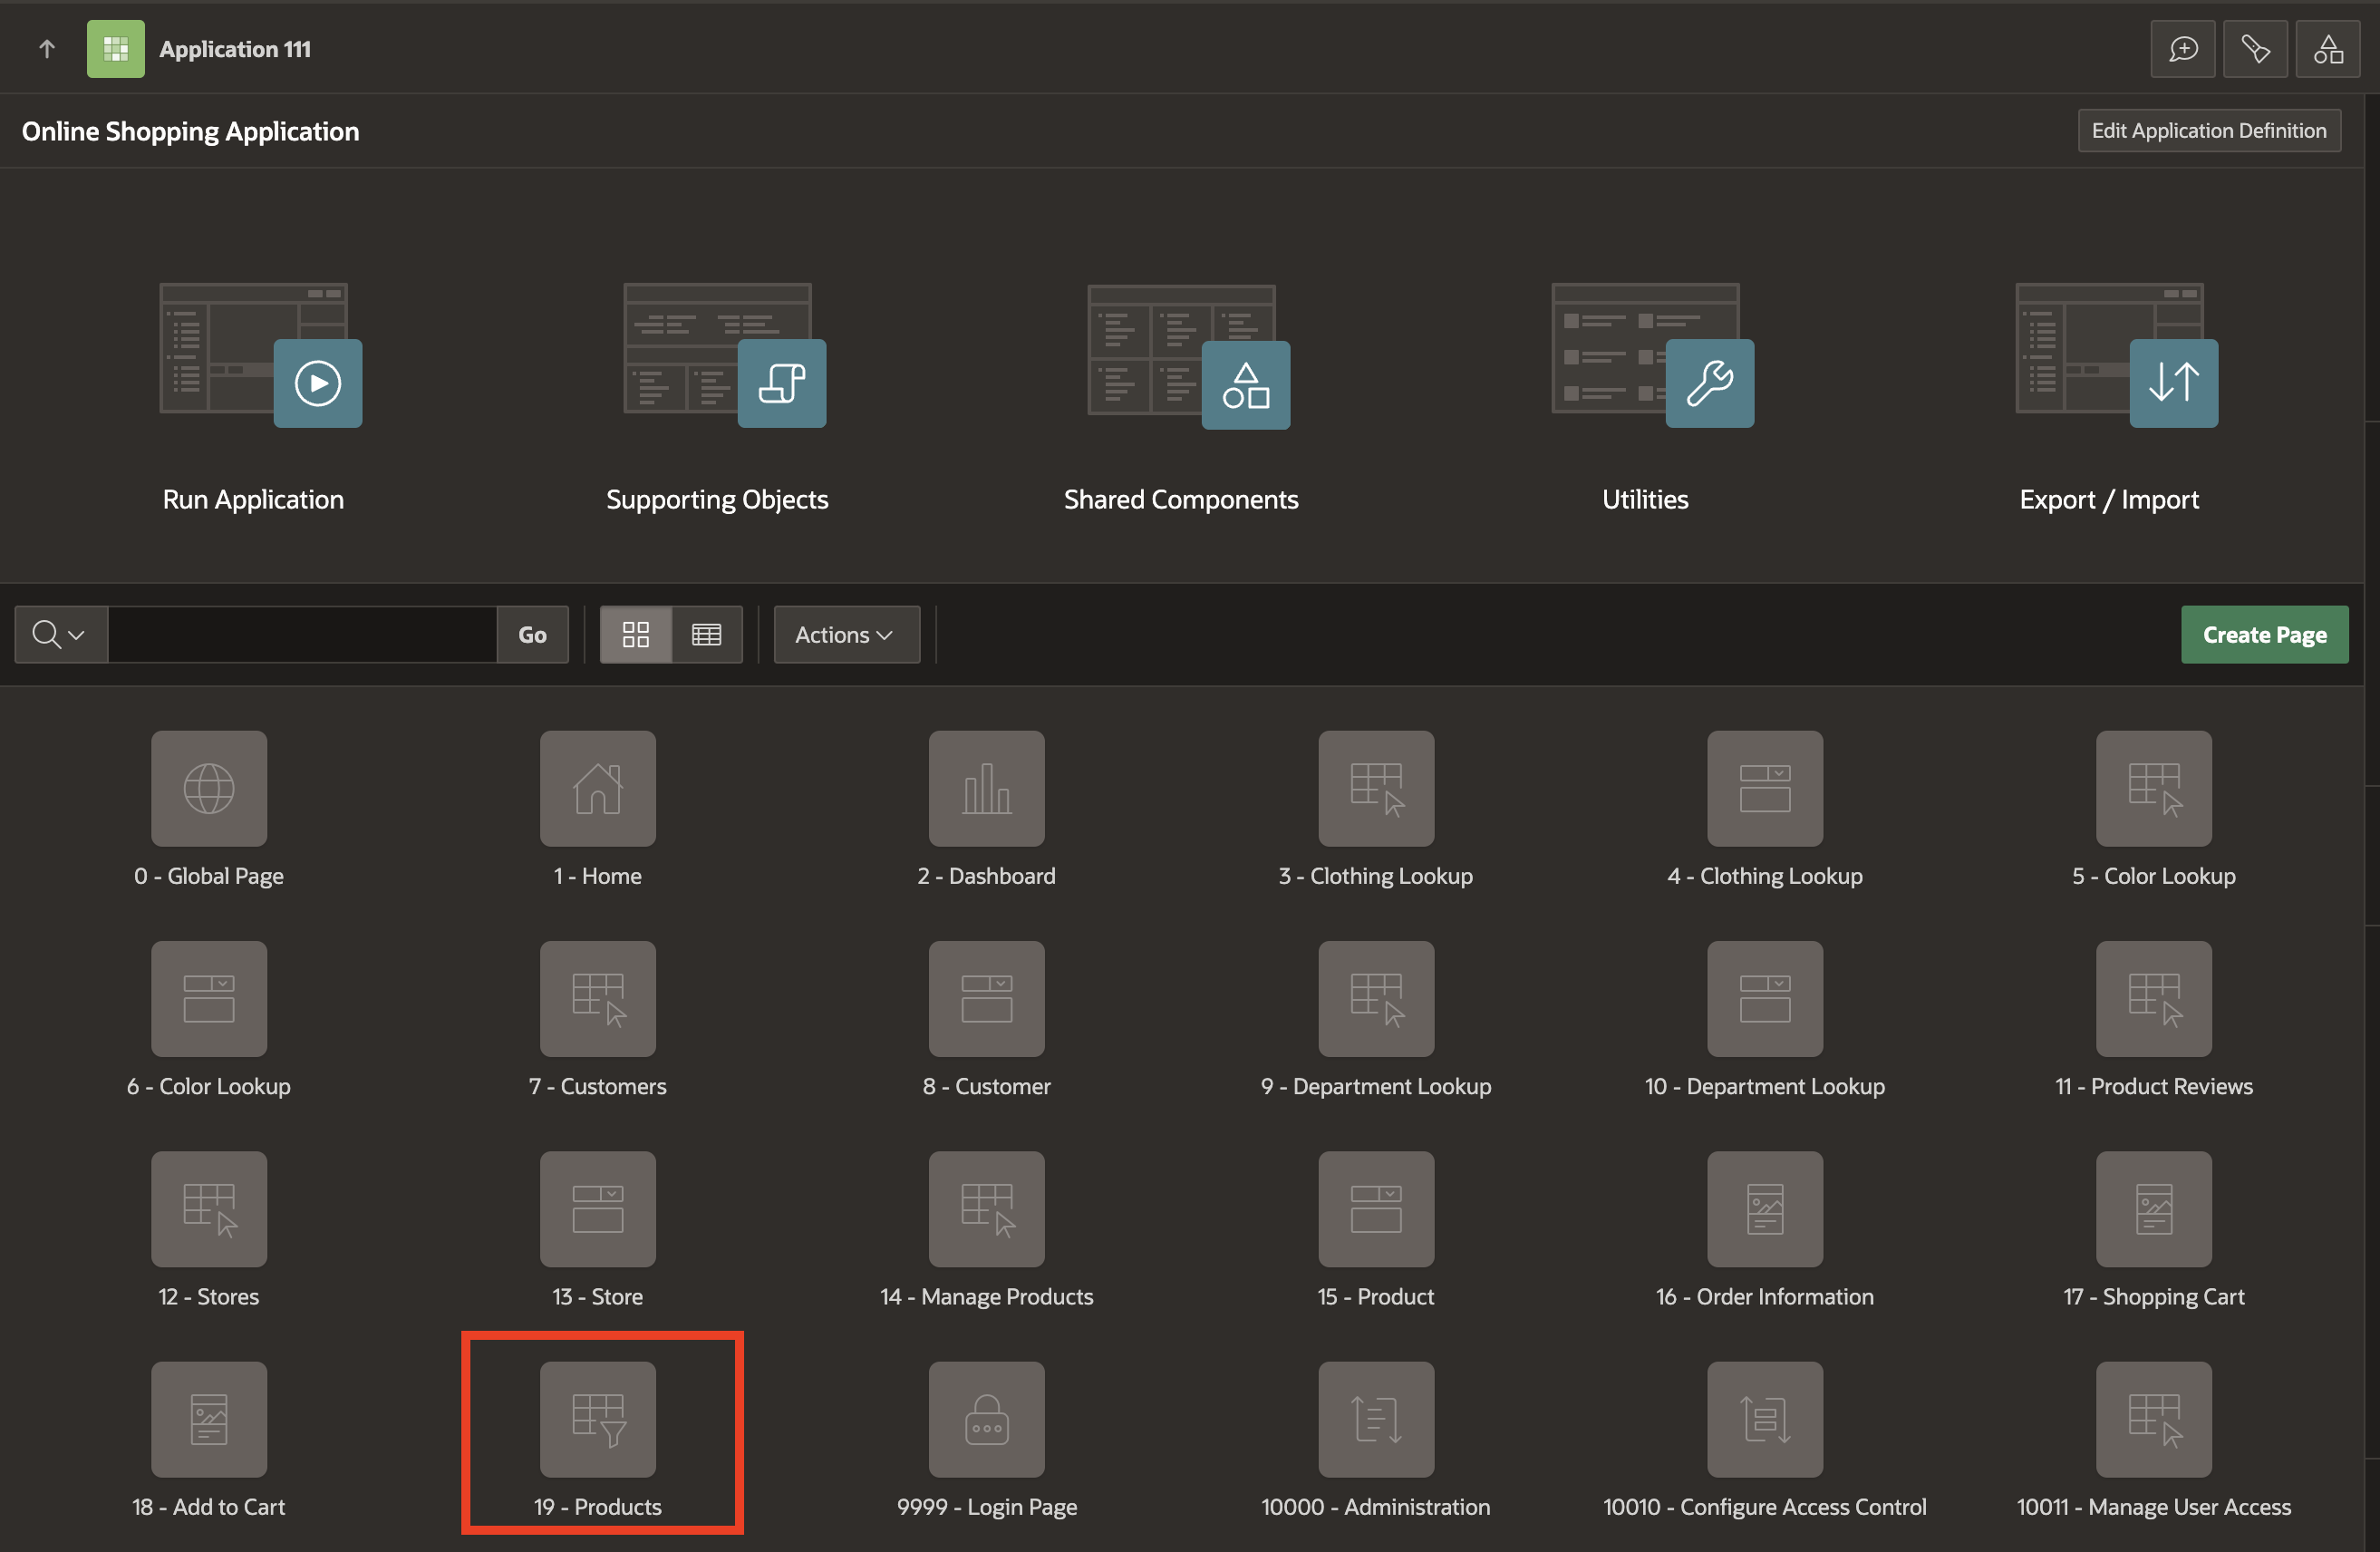 Application 111
Online Shopping Application
Edit Application Definition
Run Application
Supporting Objects
Shared Components
Utilities
Export / Import
Go
Actions
Create Page
0 - Global Page
1 - Home
2 - Dashboard
3 - Clothing Lookup
4 - Clothing Lookup
5 - Color Lookup
6 - Color Lookup
7 - Customers
8 - Customer
9 - Department Lookup
10 - Department Lookup
11 - Product Reviews
12 - Stores
13 - Store
14 - Manage Products
15 - Product
16 - Order Information
17 - Shopping Cart
18 - Add to Cart
19 - Products
9999 - Login Page
10000 - Administration
10010 - Configure Access Control
10011 - Manage User Access